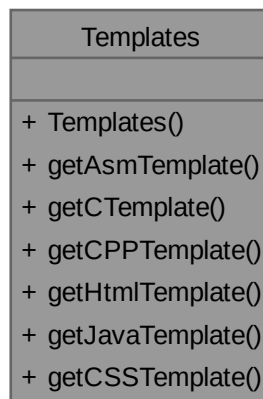 Templates
+ Templates()
+ getAsmTemplate()
+ getCTemplate()
+ getCPPTemplate()
+ getHtmlTemplate()
+ getJavaTemplate()
+ getCSSTemplate()